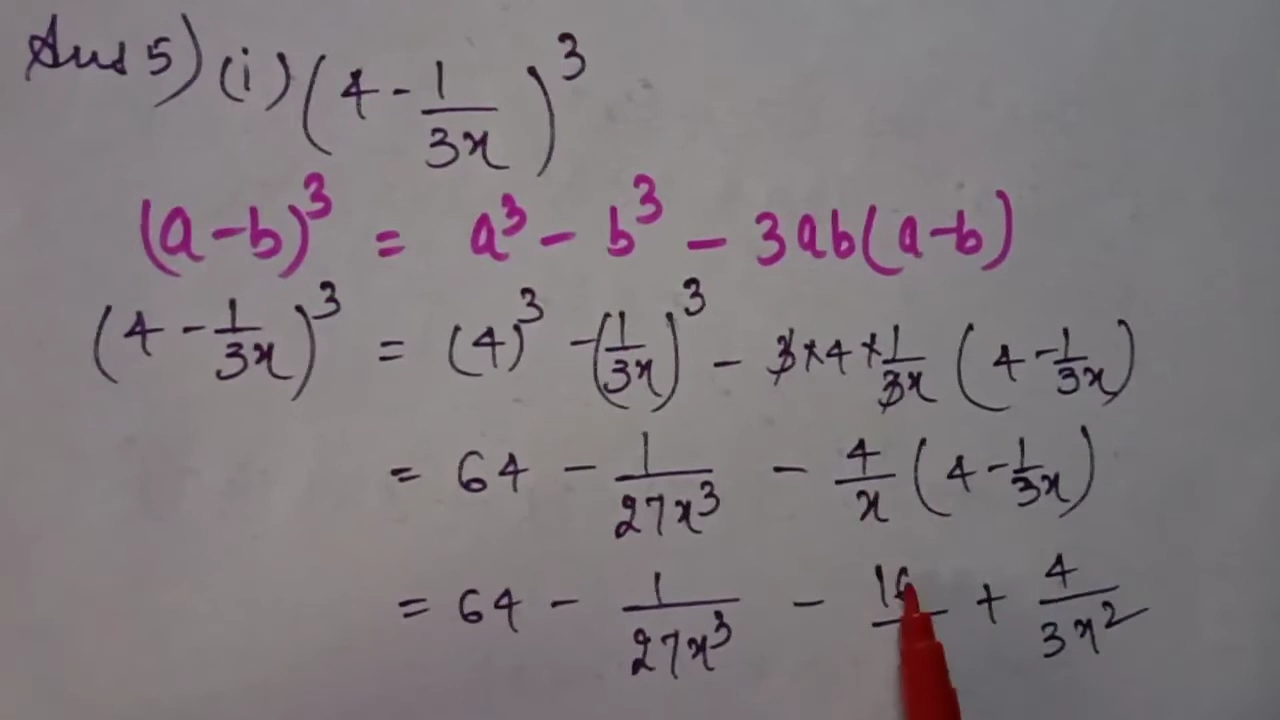 Ans 5) (i) (4 - 1/3x)³
(a - b)³ = a³ - b³ - 3ab(a - b)
(4 - 1/3x)³ = (4)³ - (1/3x)³ - 3 × 4 × 1/3x (4 - 1/3x)
= 64 - 1/27x³ - 4/x (4 - 1/3x)
= 64 - 1/27x³ - + 4/3x²